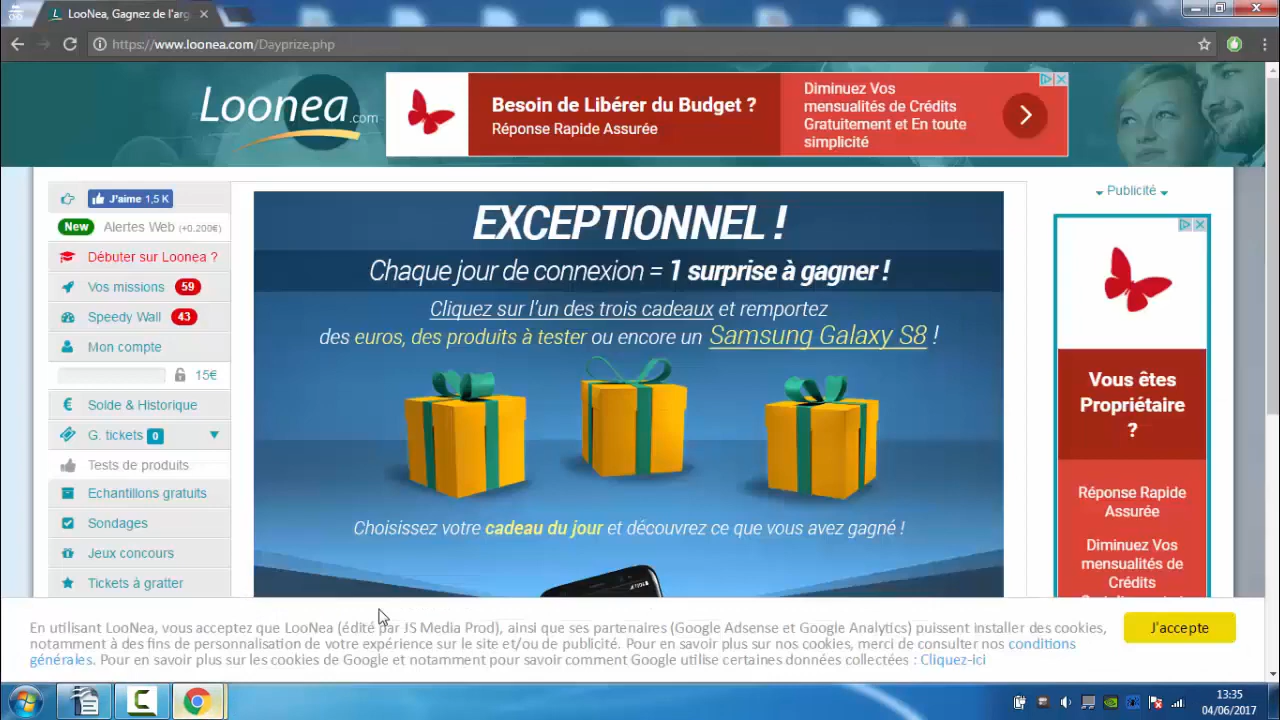 LooNea, Gagnez de l'arg
https://www.loonea.com/Dayprize.php
Loonea.com
Besoin de Libérer du Budget ?
Réponse Rapide Assurée
Diminuez Vos
mensualités de Crédits
Gratuitement et En toute
simplicité
J'aime 1,5 K
New Alertes Web (+0.200€)
Débuter sur Loonea ?
Vos missions 59
Speedy Wall 43
Mon compte
15€
Solde & Historique
G. tickets 0
Tests de produits
Echantillons gratuits
Sondages
Jeux concours
Tickets à gratter
EXCEPTIONNEL !
Chaque jour de connexion = 1 surprise à gagner !
Cliquez sur l'un des trois cadeaux et remportez
des euros, des produits à tester ou encore un Samsung Galaxy S8 !
Choisissez votre cadeau du jour et découvrez ce que vous avez gagné !
Publicité
Vous êtes
Propriétaire
?
Réponse Rapide
Assurée
Diminuez Vos
mensualités de
Crédits
En utilisant LooNea, vous acceptez que LooNea (édité par JS Media Prod), ainsi que ses partenaires (Google Adsense et Google Analytics) puissent installer des cookies,
notamment à des fins de personnalisation de votre expérience sur le site et/ou de publicité. Pour en savoir plus sur nos cookies, merci de consulter nos conditions
générales. Pour en savoir plus sur les cookies de Google et notamment pour savoir comment Google utilise certaines données collectées : Cliquez-ici
J'accepte
13:35
04/06/2017